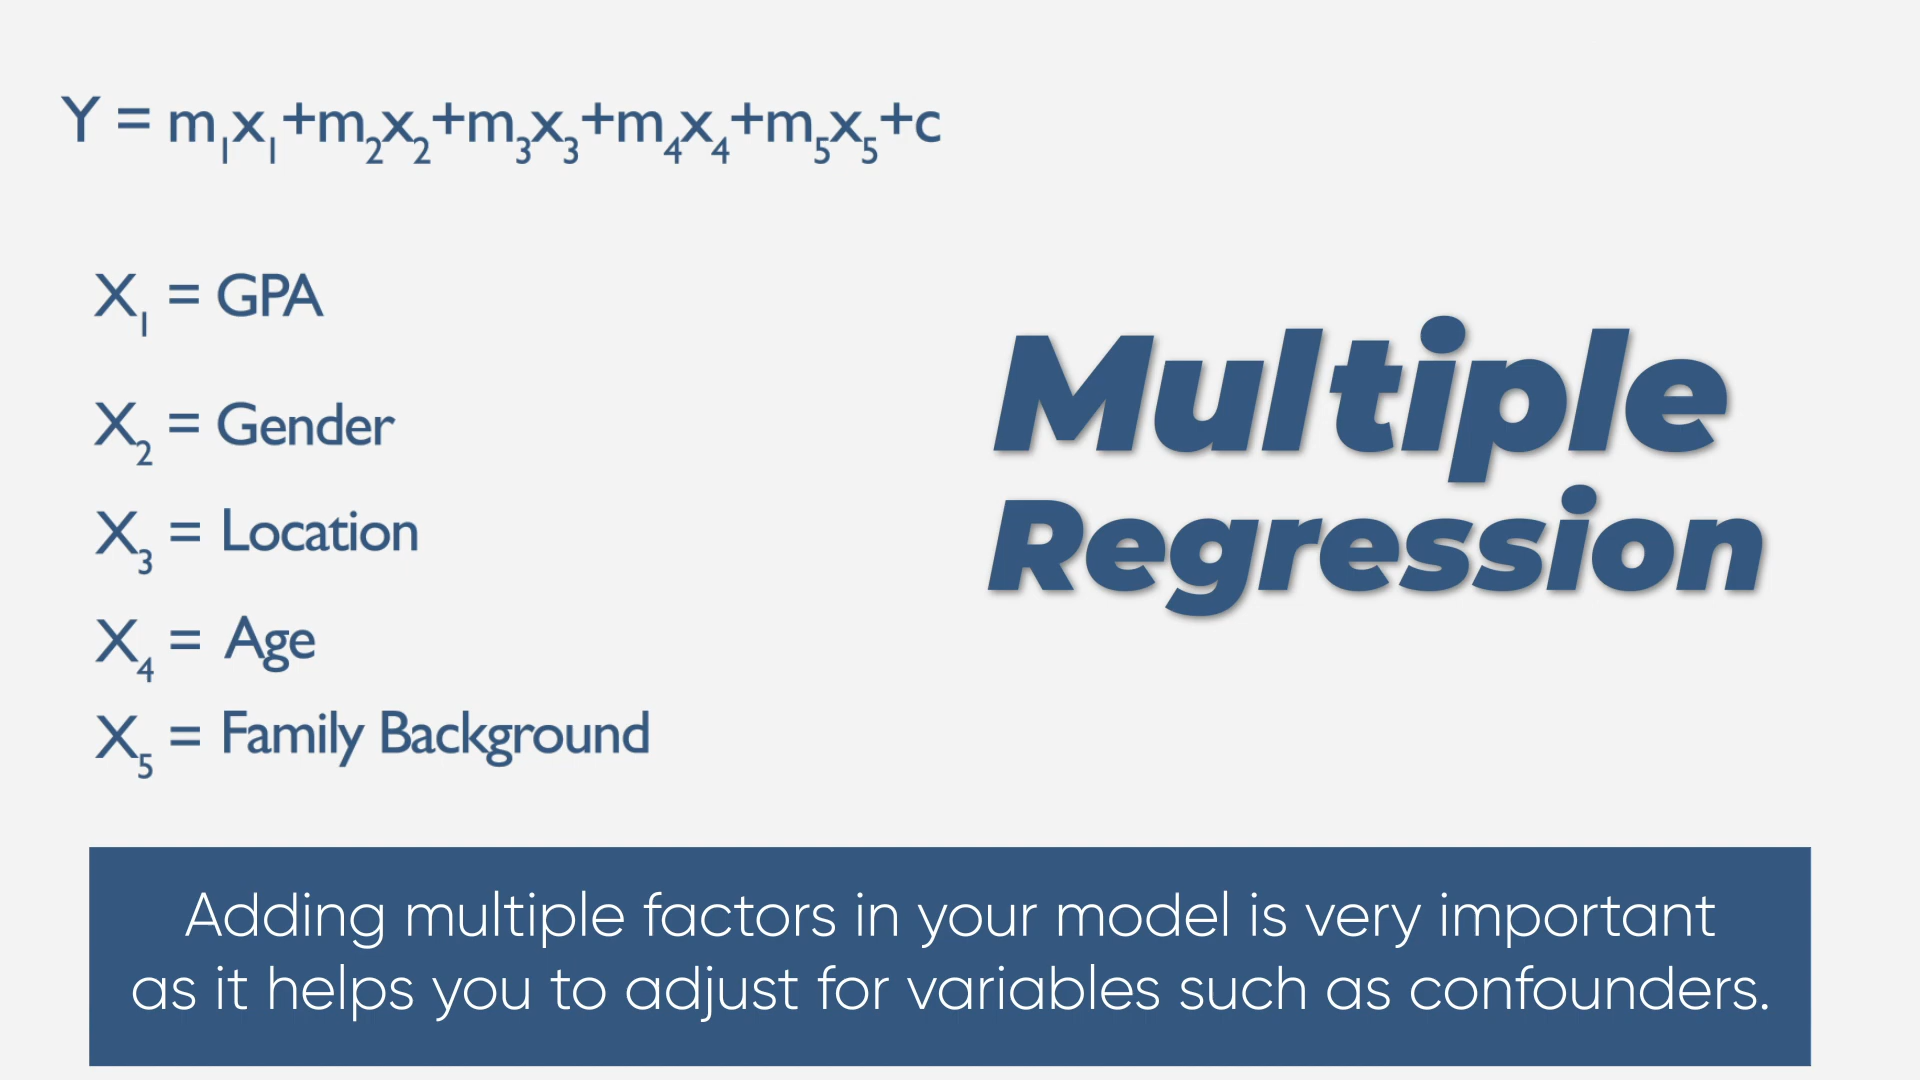 Y = m₁x₁+m₂x₂+m₃x₃+m₄x₄+m₅x₅+c
X₁ = GPA
X₂ = Gender
X₃ = Location
X₄ = Age
X₅ = Family Background
Multiple
Regression
Adding multiple factors in your model is very important
as it helps you to adjust for variables such as confounders.